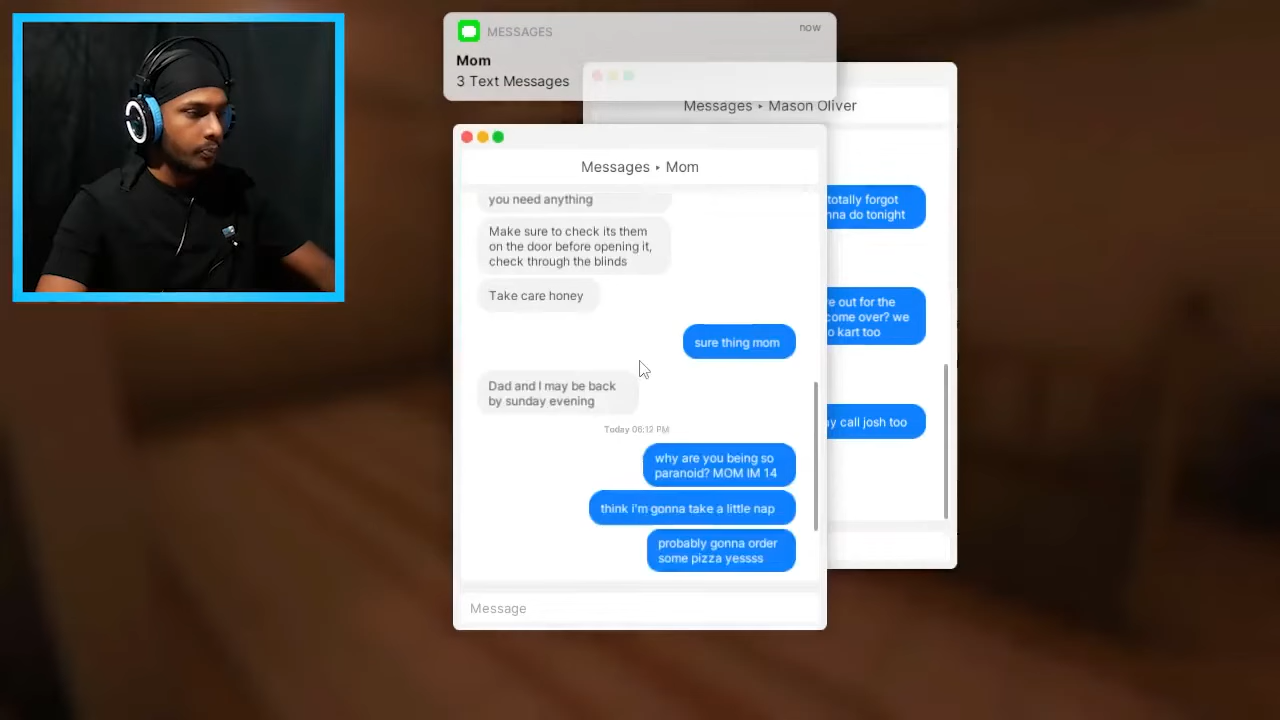 MESSAGES
now
Mom
3 Text Messages
Messages ‣ Mason Oliver
totally forgot
nna do tonight
re out for the
come over? we
o kart too
ay call josh too
Messages ‣ Mom
you need anything
Make sure to check its them
on the door before opening it,
check through the blinds
Take care honey
sure thing mom
Dad and I may be back
by sunday evening
Today 06:12 PM
why are you being so
paranoid? MOM IM 14
think i'm gonna take a little nap
probably gonna order
some pizza yessss
Message